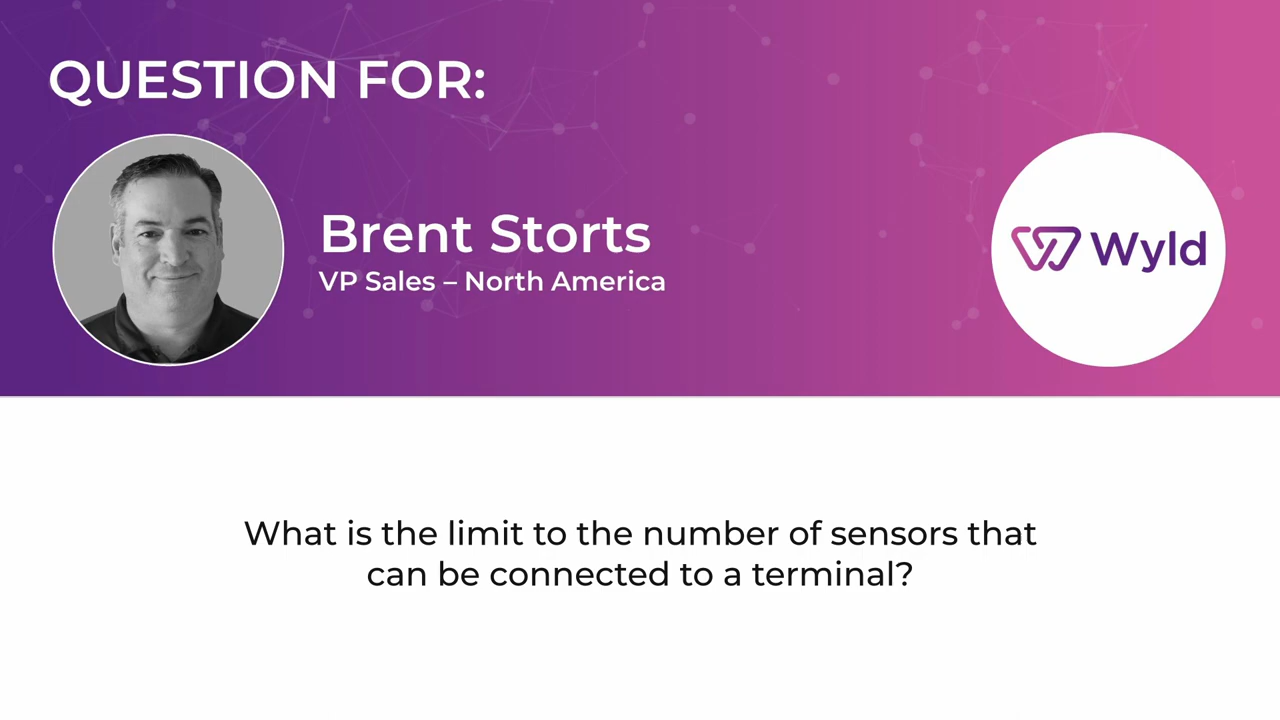 QUESTION FOR:
Brent Storts
VP Sales – North America
Wyld
What is the limit to the number of sensors that
can be connected to a terminal?